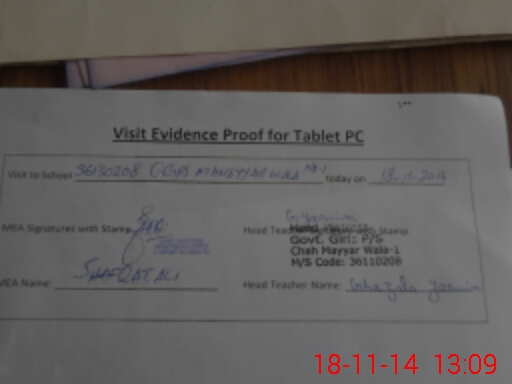 Visit Evidence Proof for Tablet PC
Visit to School 36130208 GGPS today on 18-11-2014
MEA Signatures with Stamp Head Teacher Signatures with Stamp
Govt. Girls P/S
Chah Mayyar Wala-1
M/S Code: 36110208
MEA Name: SHAFQAT ALI Head Teacher Name: Ghazala Yasmin
18-11-14 13:09